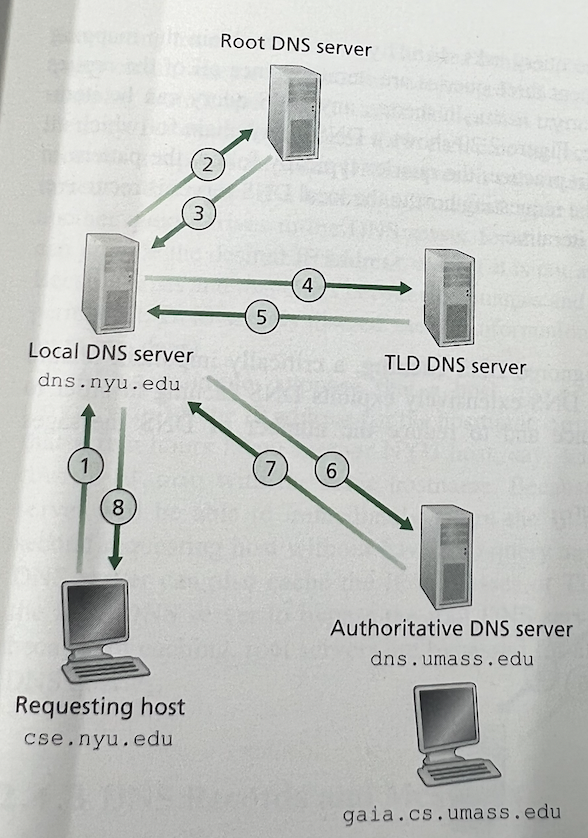 Root DNS server
2
3
4
5
Local DNS server
dns.nyu.edu
TLD DNS server
1
8
7
6
Authoritative DNS server
dns.umass.edu
Requesting host
cse.nyu.edu
gaia.cs.umass.edu